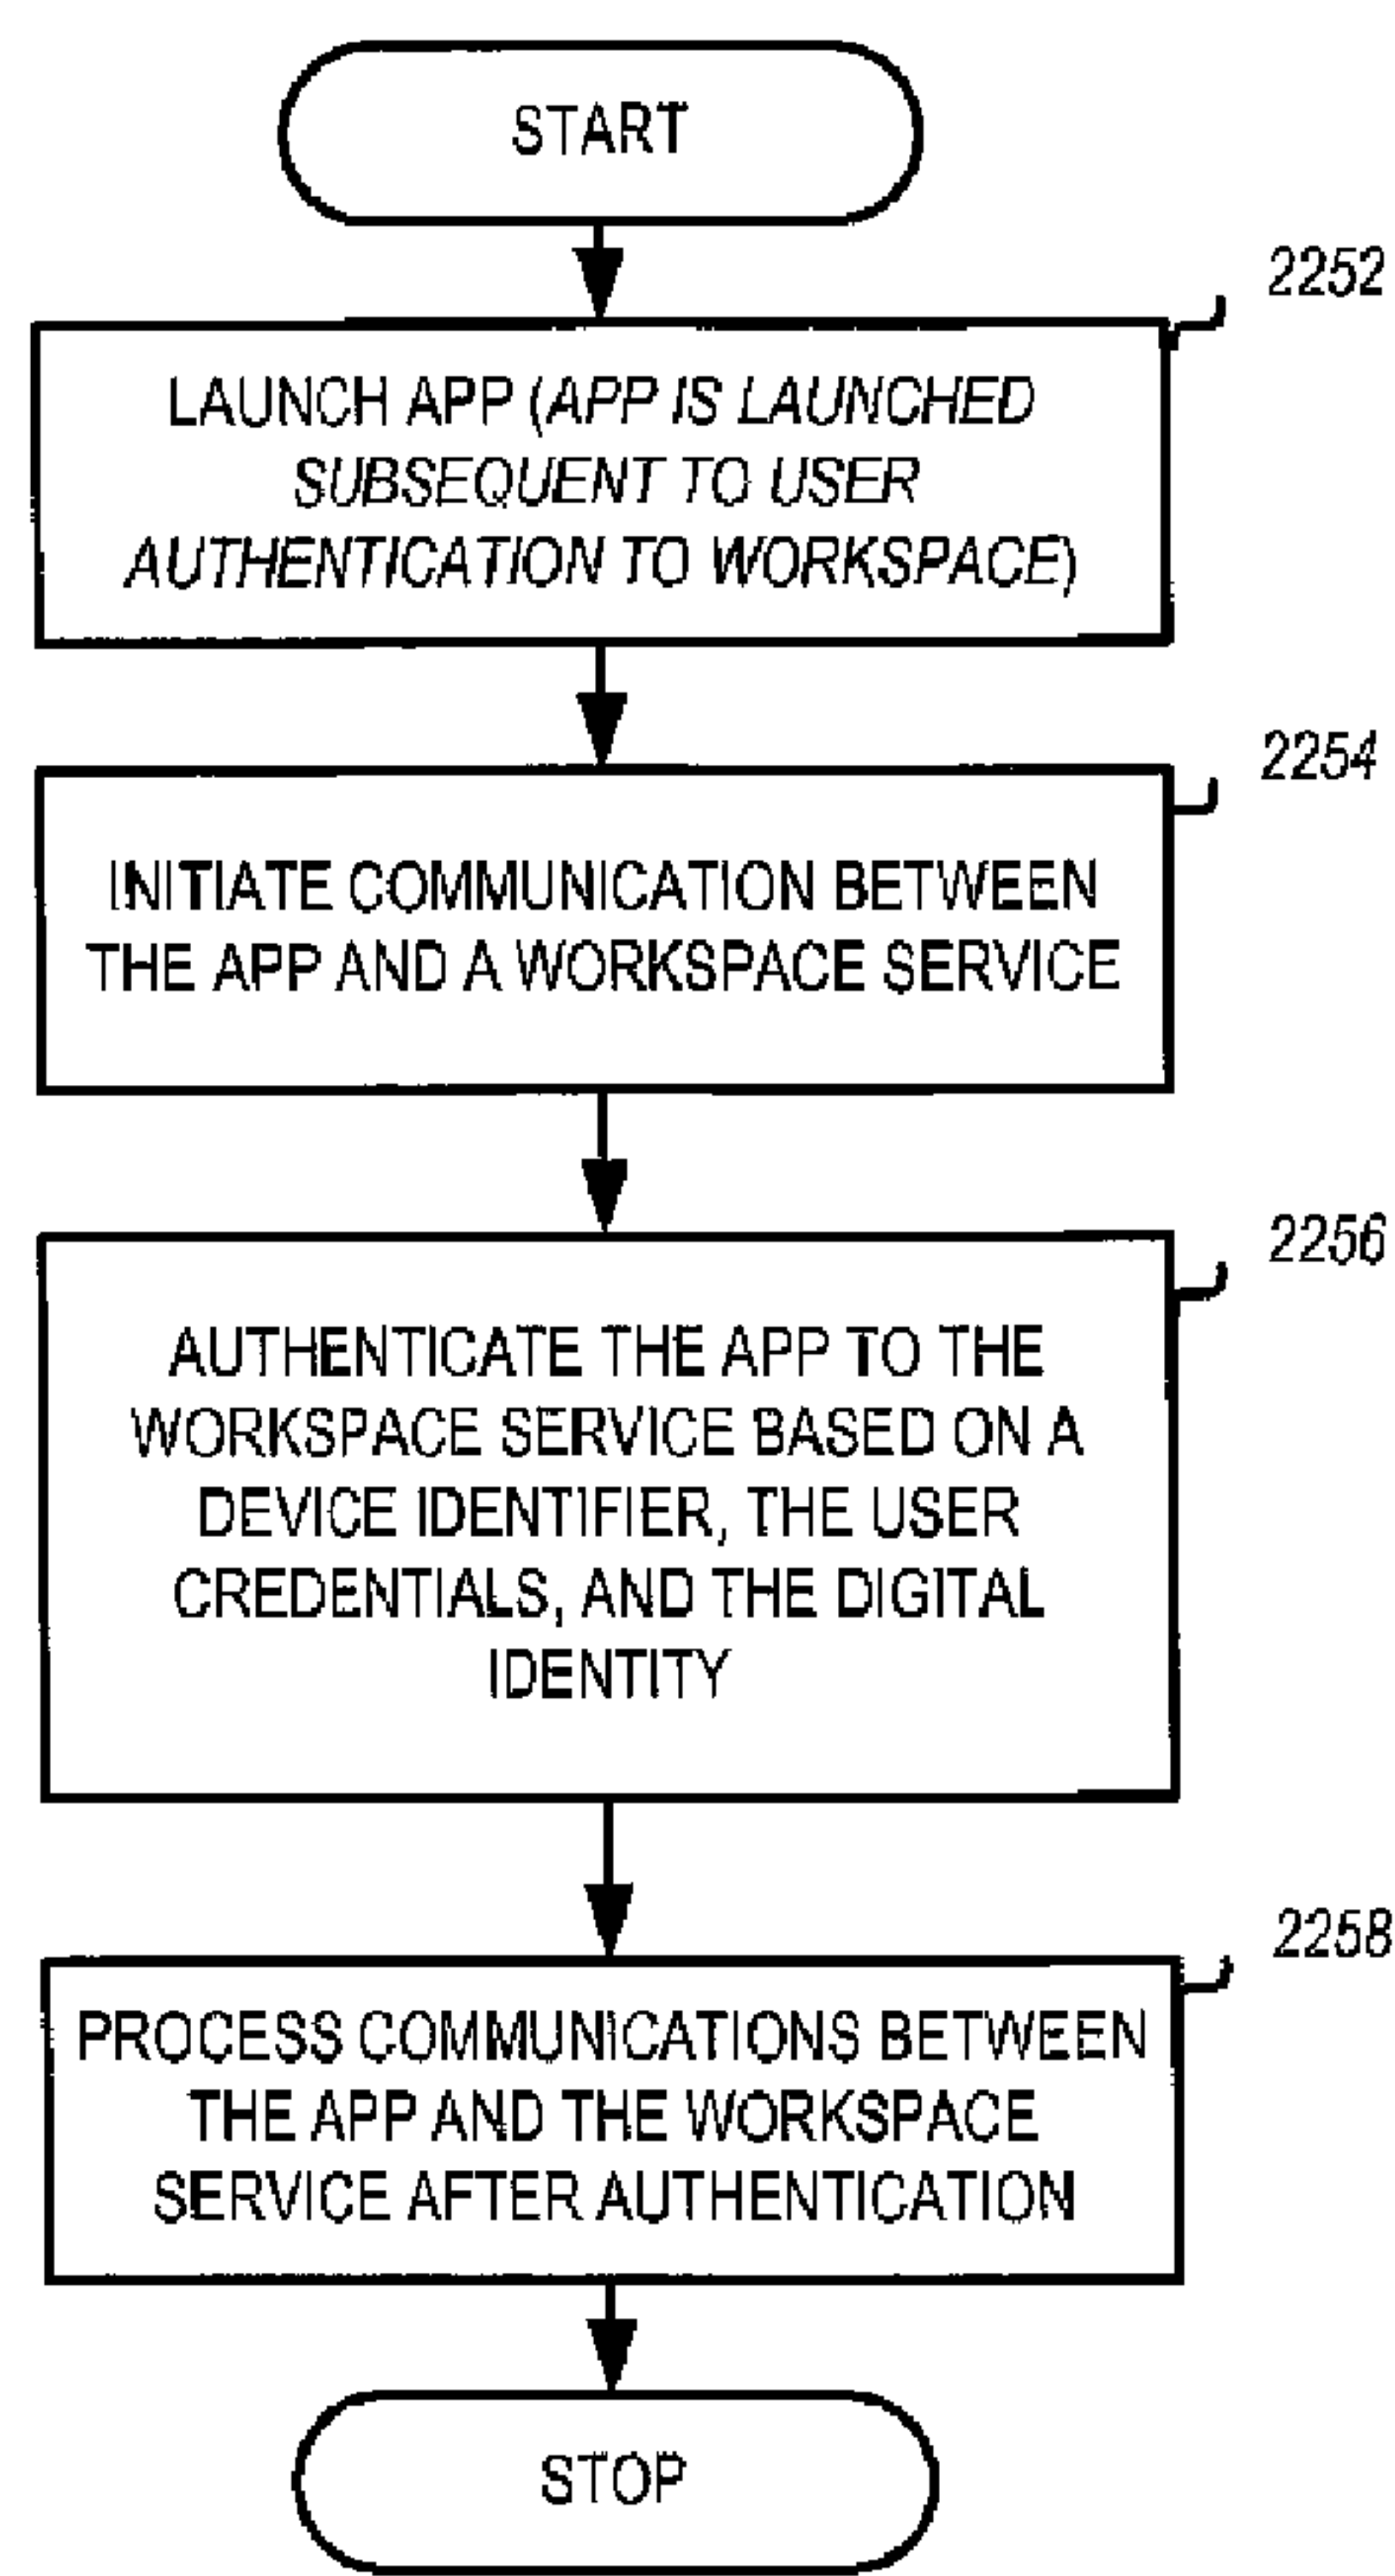 START
2252
LAUNCH APP (APP IS LAUNCHED
SUBSEQUENT TO USER
AUTHENTICATION TO WORKSPACE)
2254
INITIATE COMMUNICATION BETWEEN
THE APP AND A WORKSPACE SERVICE
2256
AUTHENTICATE THE APP TO THE
WORKSPACE SERVICE BASED ON A
DEVICE IDENTIFIER, THE USER
CREDENTIALS, AND THE DIGITAL
IDENTITY
2258
PROCESS COMMUNICATIONS BETWEEN
THE APP AND THE WORKSPACE
SERVICE AFTER AUTHENTICATION
STOP